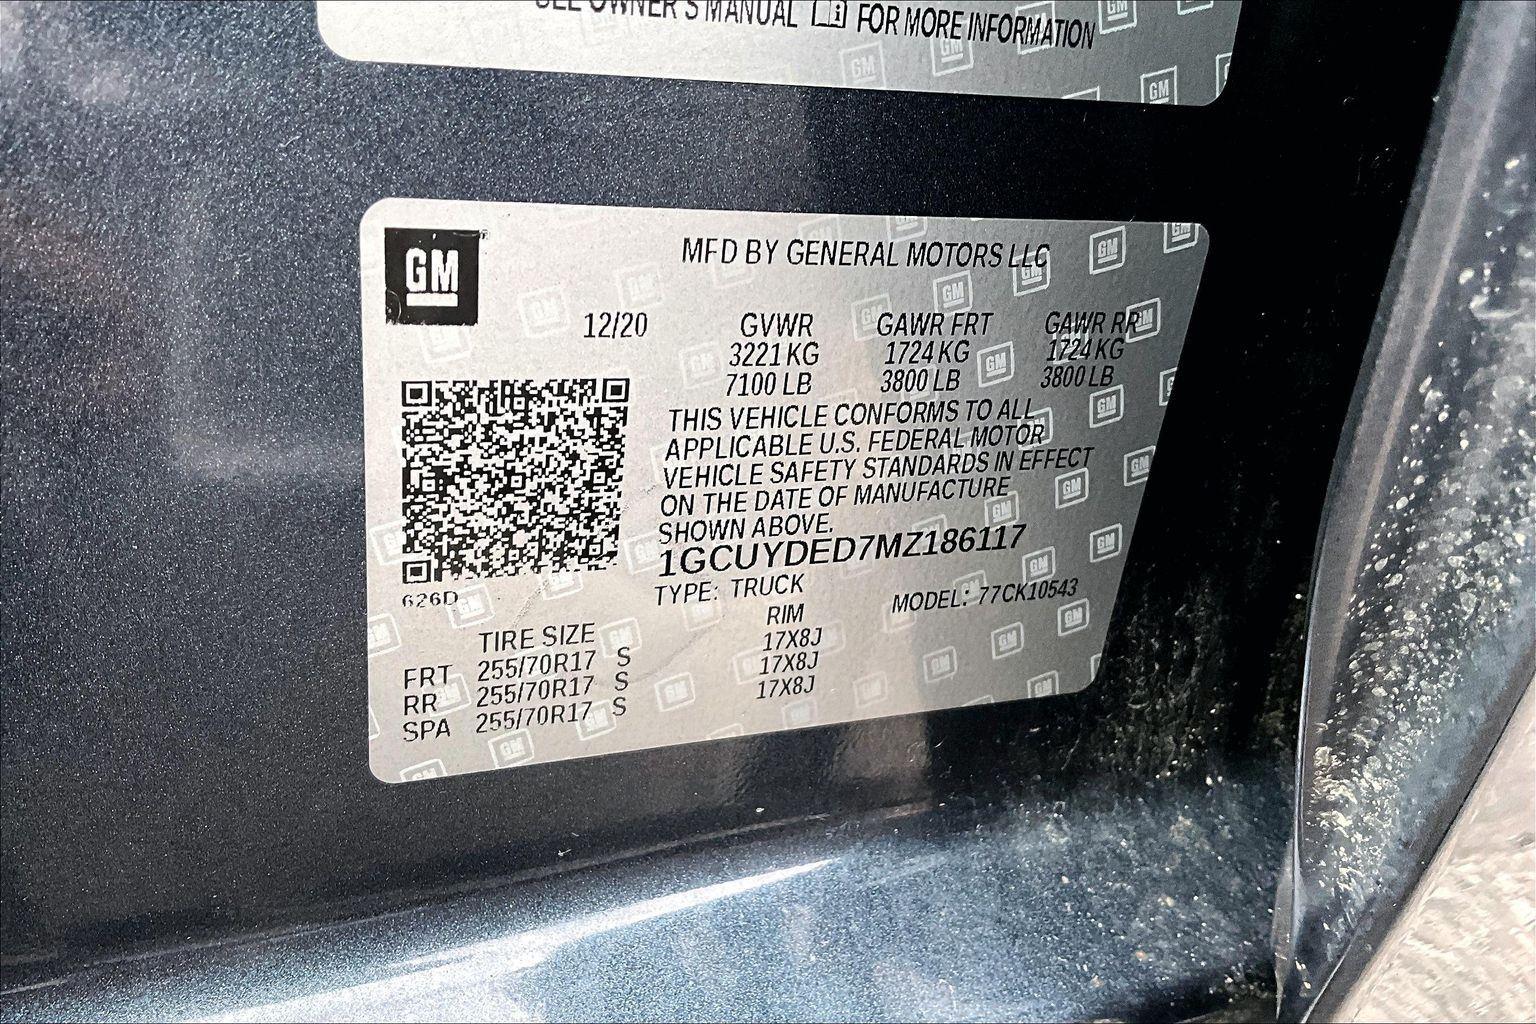 SEE OWNER'S MANUAL FOR MORE INFORMATION
GM
MFD BY GENERAL MOTORS LLC
12/20 GVWR GAWR FRT GAWR RR
3221 KG 1724 KG 1724 KG
7100 LB 3800 LB 3800 LB
THIS VEHICLE CONFORMS TO ALL
APPLICABLE U.S. FEDERAL MOTOR
VEHICLE SAFETY STANDARDS IN EFFECT
ON THE DATE OF MANUFACTURE
SHOWN ABOVE.
1GCUYDED7MZ186117
TYPE: TRUCK MODEL: 77CK10543
626D
TIRE SIZE RIM
FRT 255/70R17 S 17X8J
RR 255/70R17 S 17X8J
SPA 255/70R17 S 17X8J